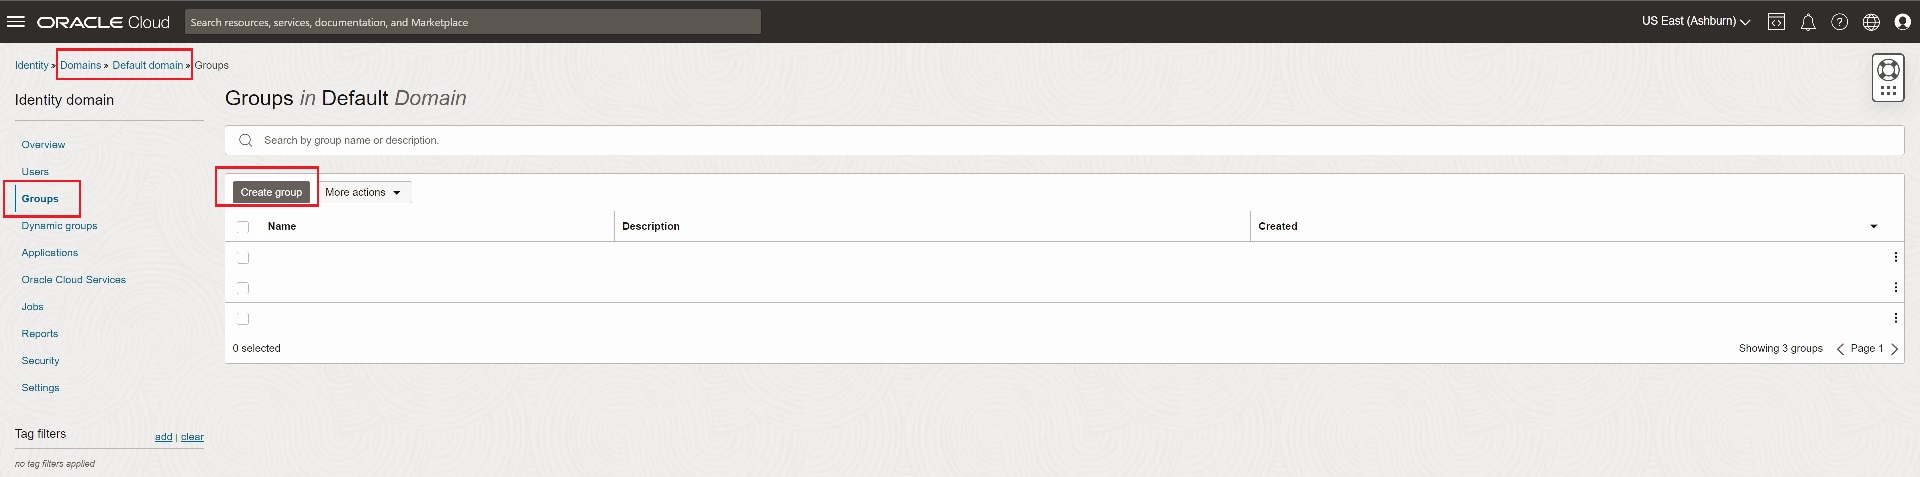 ORACLE Cloud
Search resources, services, documentation, and Marketplace
US East (Ashburn)
Identity » Domains » Default domain » Groups
Identity domain
Overview
Users
Groups
Dynamic groups
Applications
Oracle Cloud Services
Jobs
Reports
Security
Settings
Tag filters
add | clear
no tag filters applied
Groups in Default Domain
Search by group name or description.
Create group
More actions
Name Description Created
0 selected
Showing 3 groups
Page 1